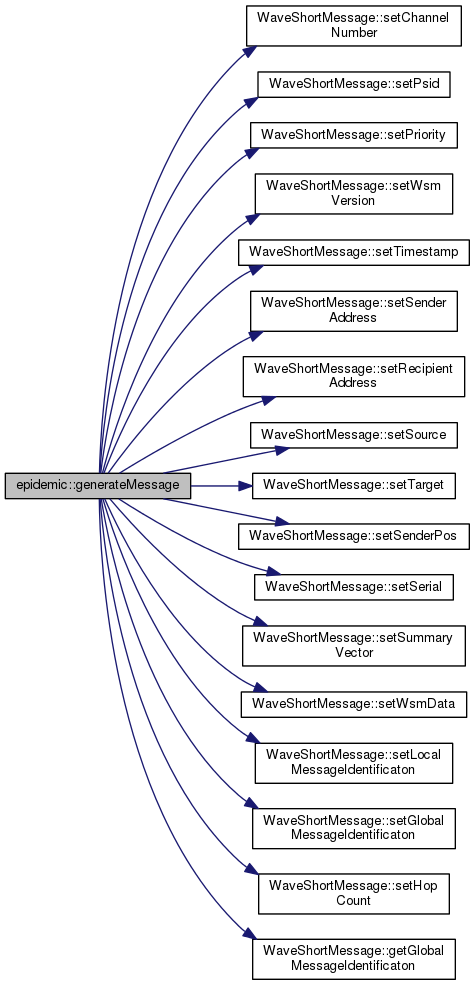 WaveShortMessage::setChannel
Number
WaveShortMessage::setPsid
WaveShortMessage::setPriority
WaveShortMessage::setWsm
Version
WaveShortMessage::setTimestamp
WaveShortMessage::setSender
Address
WaveShortMessage::setRecipient
Address
WaveShortMessage::setSource
epidemic::generateMessage
WaveShortMessage::setTarget
WaveShortMessage::setSenderPos
WaveShortMessage::setSerial
WaveShortMessage::setSummary
Vector
WaveShortMessage::setWsmData
WaveShortMessage::setLocal
MessageIdentificaton
WaveShortMessage::setGlobal
MessageIdentificaton
WaveShortMessage::setHop
Count
WaveShortMessage::getGlobal
MessageIdentificaton